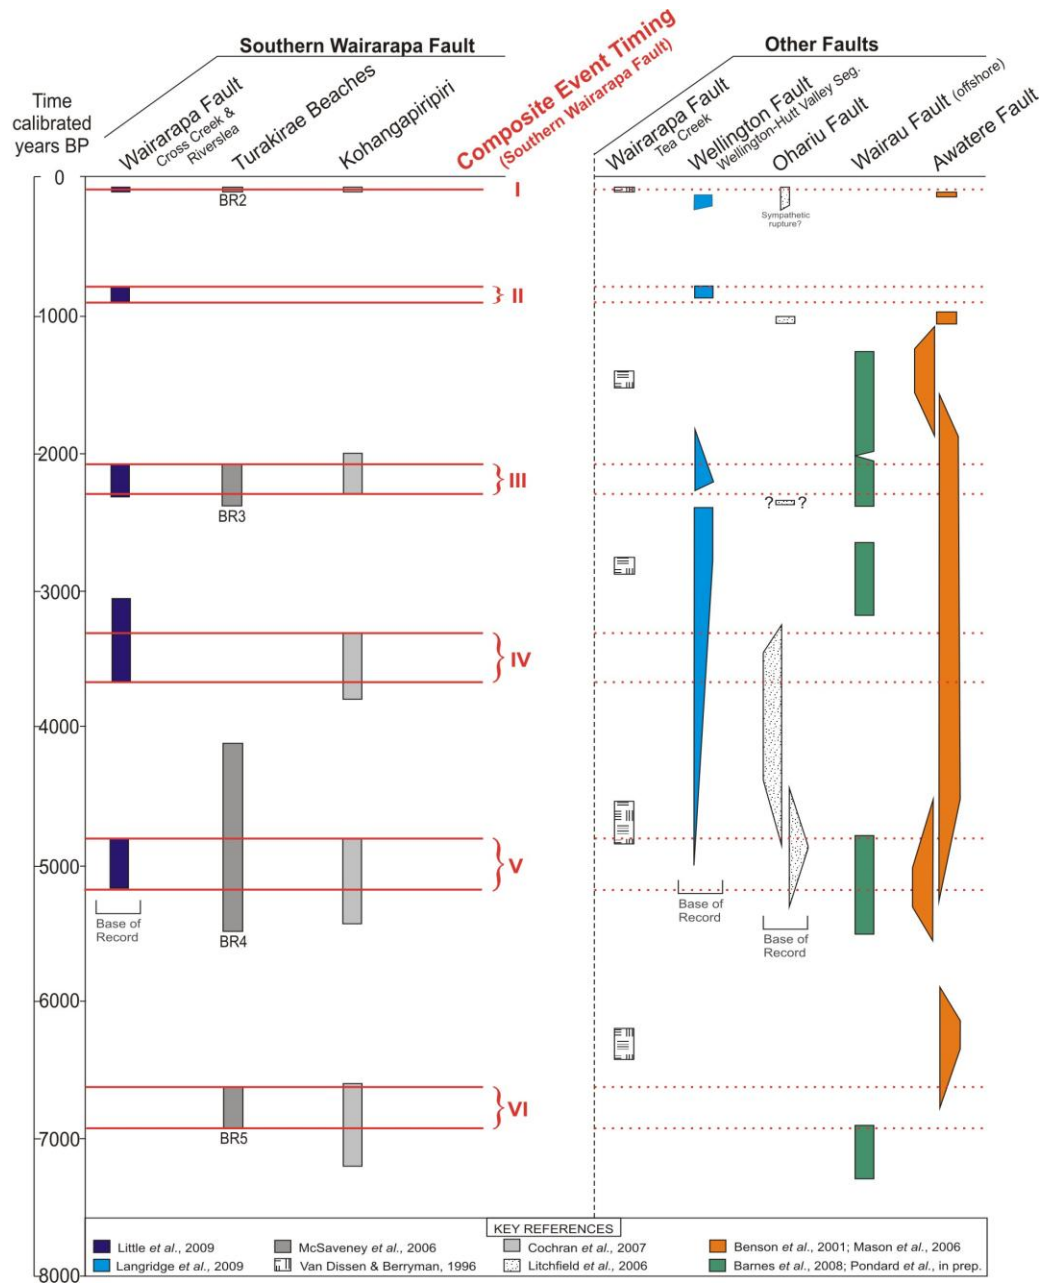 Southern Wairarapa Fault
Other Faults
Composite Event Timing
(Southern Wairarapa Fault)
Time
calibrated
years BP
Wairarapa Fault
Cross Creek &
Riverslea
Turakirae Beaches
Kohangapiripiri
Wairarapa Fault
Tea Creek
Wellington Fault
Wellington-Hutt Valley Seg.
Ohariu Fault
Wairau Fault (offshore)
Awatere Fault
0
I
BR2
Sympathetic
rupture?
II
1000
2000
III
BR3
? ?
3000
IV
4000
V
5000
Base of
Record
BR4
Base of
Record
Base of
Record
6000
VI
7000
BR5
KEY REFERENCES
Little et al., 2009
McSaveney et al., 2006
Cochran et al., 2007
Benson et al., 2001; Mason et al., 2006
Langridge et al., 2009
Van Dissen & Berryman, 1996
Litchfield et al., 2006
Barnes et al., 2008; Pondard et al., in prep.
8000